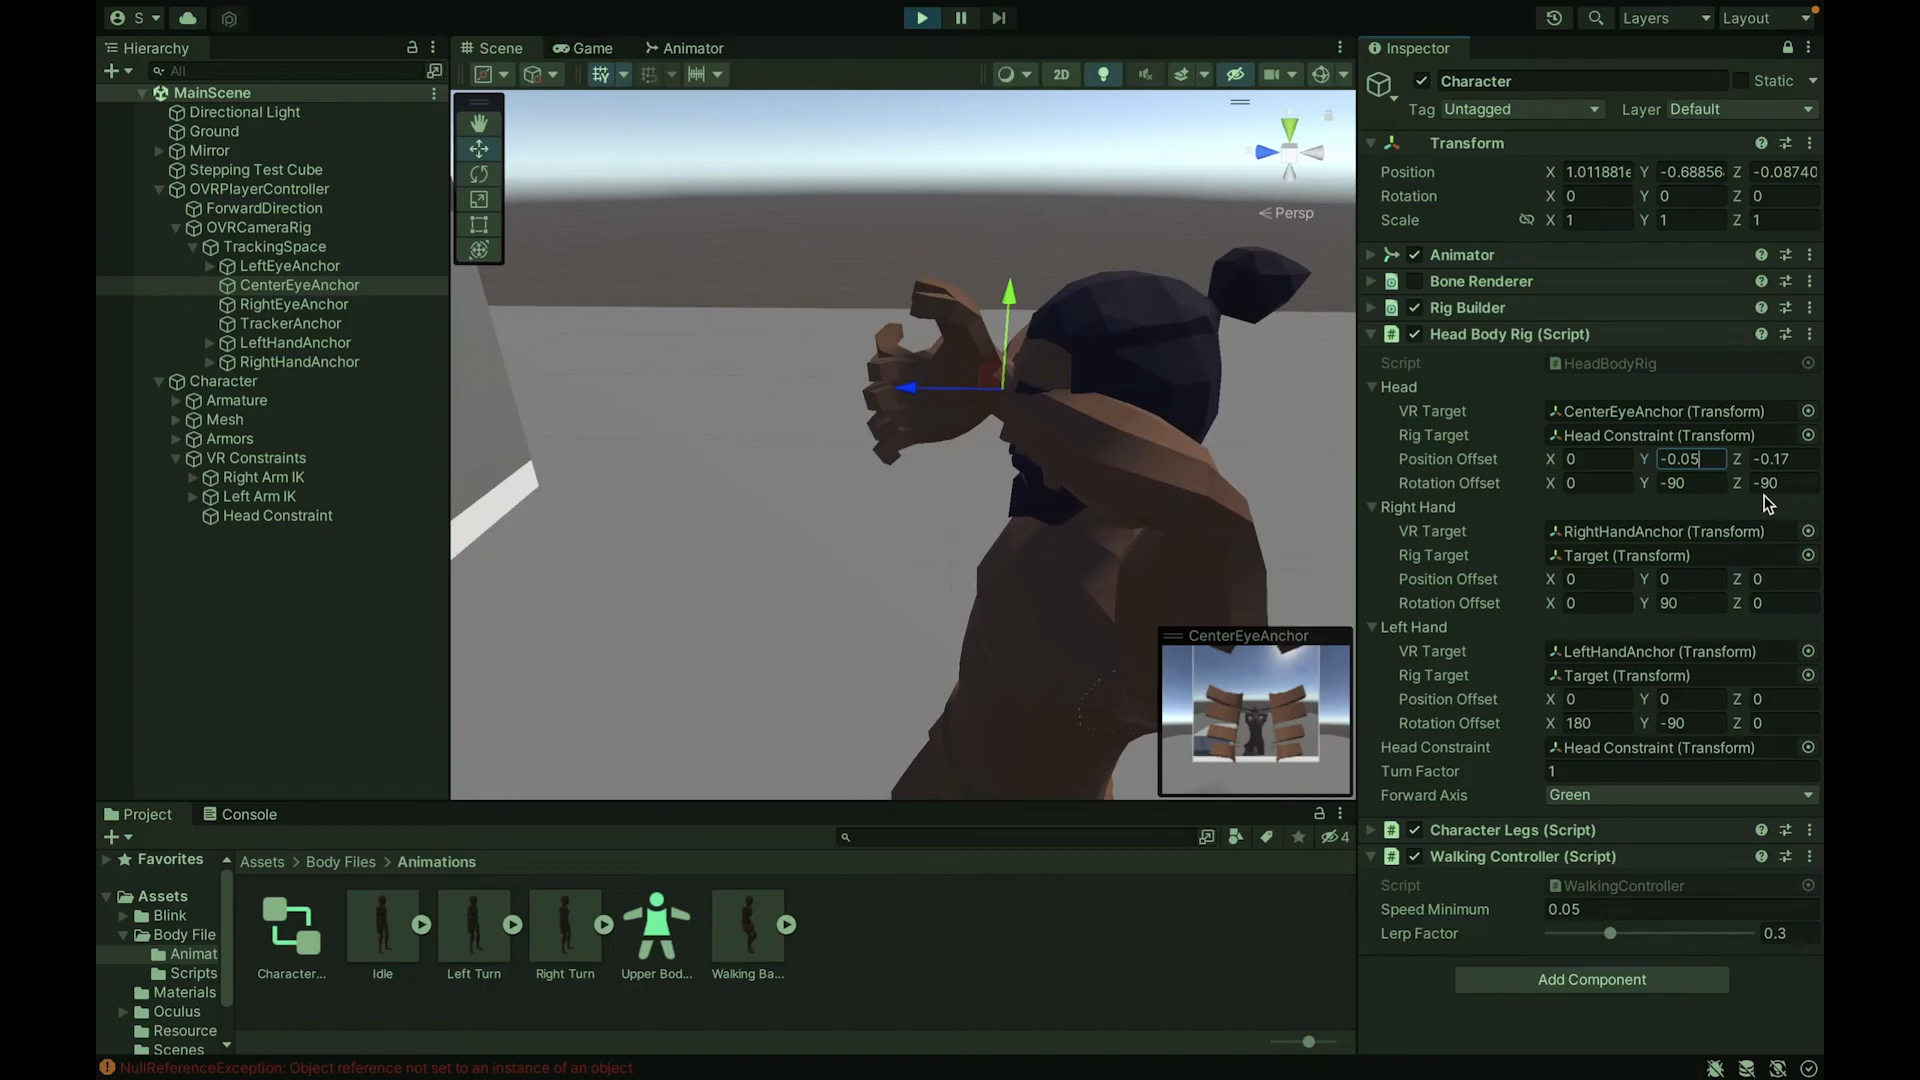 S
Layers
Layout
Hierarchy
All
MainScene
Directional Light
Ground
Mirror
Stepping Test Cube
OVRPlayerController
ForwardDirection
OVRCameraRig
TrackingSpace
LeftEyeAnchor
CenterEyeAnchor
RightEyeAnchor
TrackerAnchor
LeftHandAnchor
RightHandAnchor
Character
Armature
Mesh
Armors
VR Constraints
Right Arm IK
Left Arm IK
Head Constraint
Scene Game Animator
2D
Persp
CenterEyeAnchor
Inspector
Character Static
Tag Untagged Layer Default
Transform
Position X 1.011881e Y -0.68856 Z -0.08740
Rotation X 0 Y 0 Z 0
Scale X 1 Y 1 Z 1
Animator
Bone Renderer
Rig Builder
Head Body Rig (Script)
Script HeadBodyRig
Head
VR Target CenterEyeAnchor (Transform)
Rig Target Head Constraint (Transform)
Position Offset X 0 Y -0.05 Z -0.17
Rotation Offset X 0 Y -90 Z -90
Right Hand
VR Target RightHandAnchor (Transform)
Rig Target Target (Transform)
Position Offset X 0 Y 0 Z 0
Rotation Offset X 0 Y 90 Z 0
Left Hand
VR Target LeftHandAnchor (Transform)
Rig Target Target (Transform)
Position Offset X 0 Y 0 Z 0
Rotation Offset X 180 Y -90 Z 0
Head Constraint Head Constraint (Transform)
Turn Factor 1
Forward Axis Green
Character Legs (Script)
Walking Controller (Script)
Script WalkingController
Speed Minimum 0.05
Lerp Factor 0.3
Add Component
Project Console
4
Favorites
Assets
Blink
Body File
Animat
Scripts
Materials
Oculus
Resource
Scenes
Assets > Body Files > Animations
Character...
Idle
Left Turn
Right Turn
Upper Bod...
Walking Ba...
NullReferenceException: Object reference not set to an instance of an object